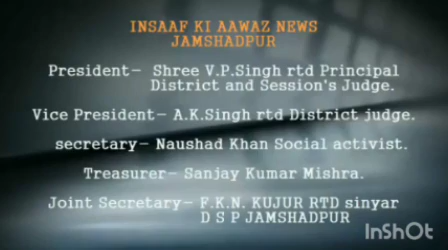 INSAAF KI AAWAZ NEWS
JAMSHADPUR
President- Shree V.P.Singh rtd Principal
District and Session's Judge.
Vice President- A.K.Singh rtd District judge.
secretary- Naushad Khan Social activist.
Treasurer- Sanjay Kumar Mishra.
Joint Secretary- F.K.N. KUJUR RTD sinyar
D S P JAMSHADPUR
InShOt